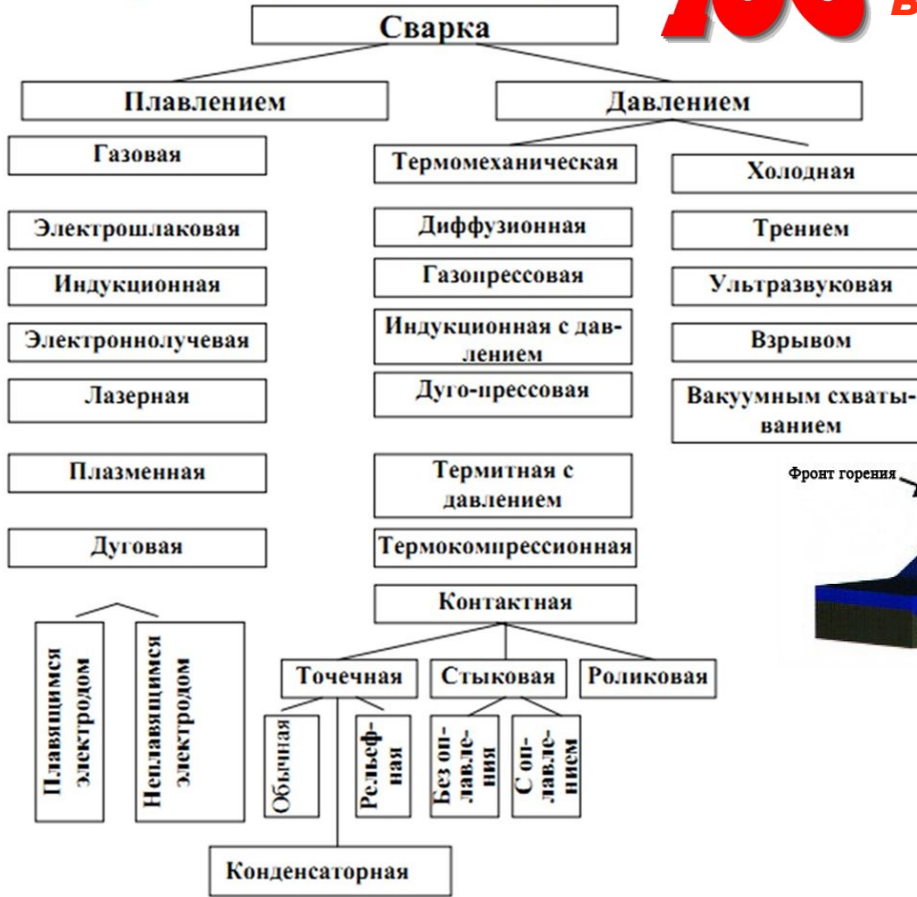 Сварка
Плавлением
Давлением
Газовая
Термомеханическая
Холодная
Электрошлаковая
Диффузионная
Трением
Индукционная
Газопрессовая
Ультразвуковая
Электроннолучевая
Индукционная с дав-
лением
Взрывом
Лазерная
Дуго-прессовая
Вакуумным схваты-
ванием
Плазменная
Термитная с
давлением
Фронт горения
Дуговая
Термокомпрессионная
Контактная
Плавящимся
электродом
Неплавящимся
электродом
Точечная
Стыковая
Роликовая
Обычная
Рельеф-
ная
Без оп-
лавле-
ния
С оп-
лавле-
нием
Конденсаторная